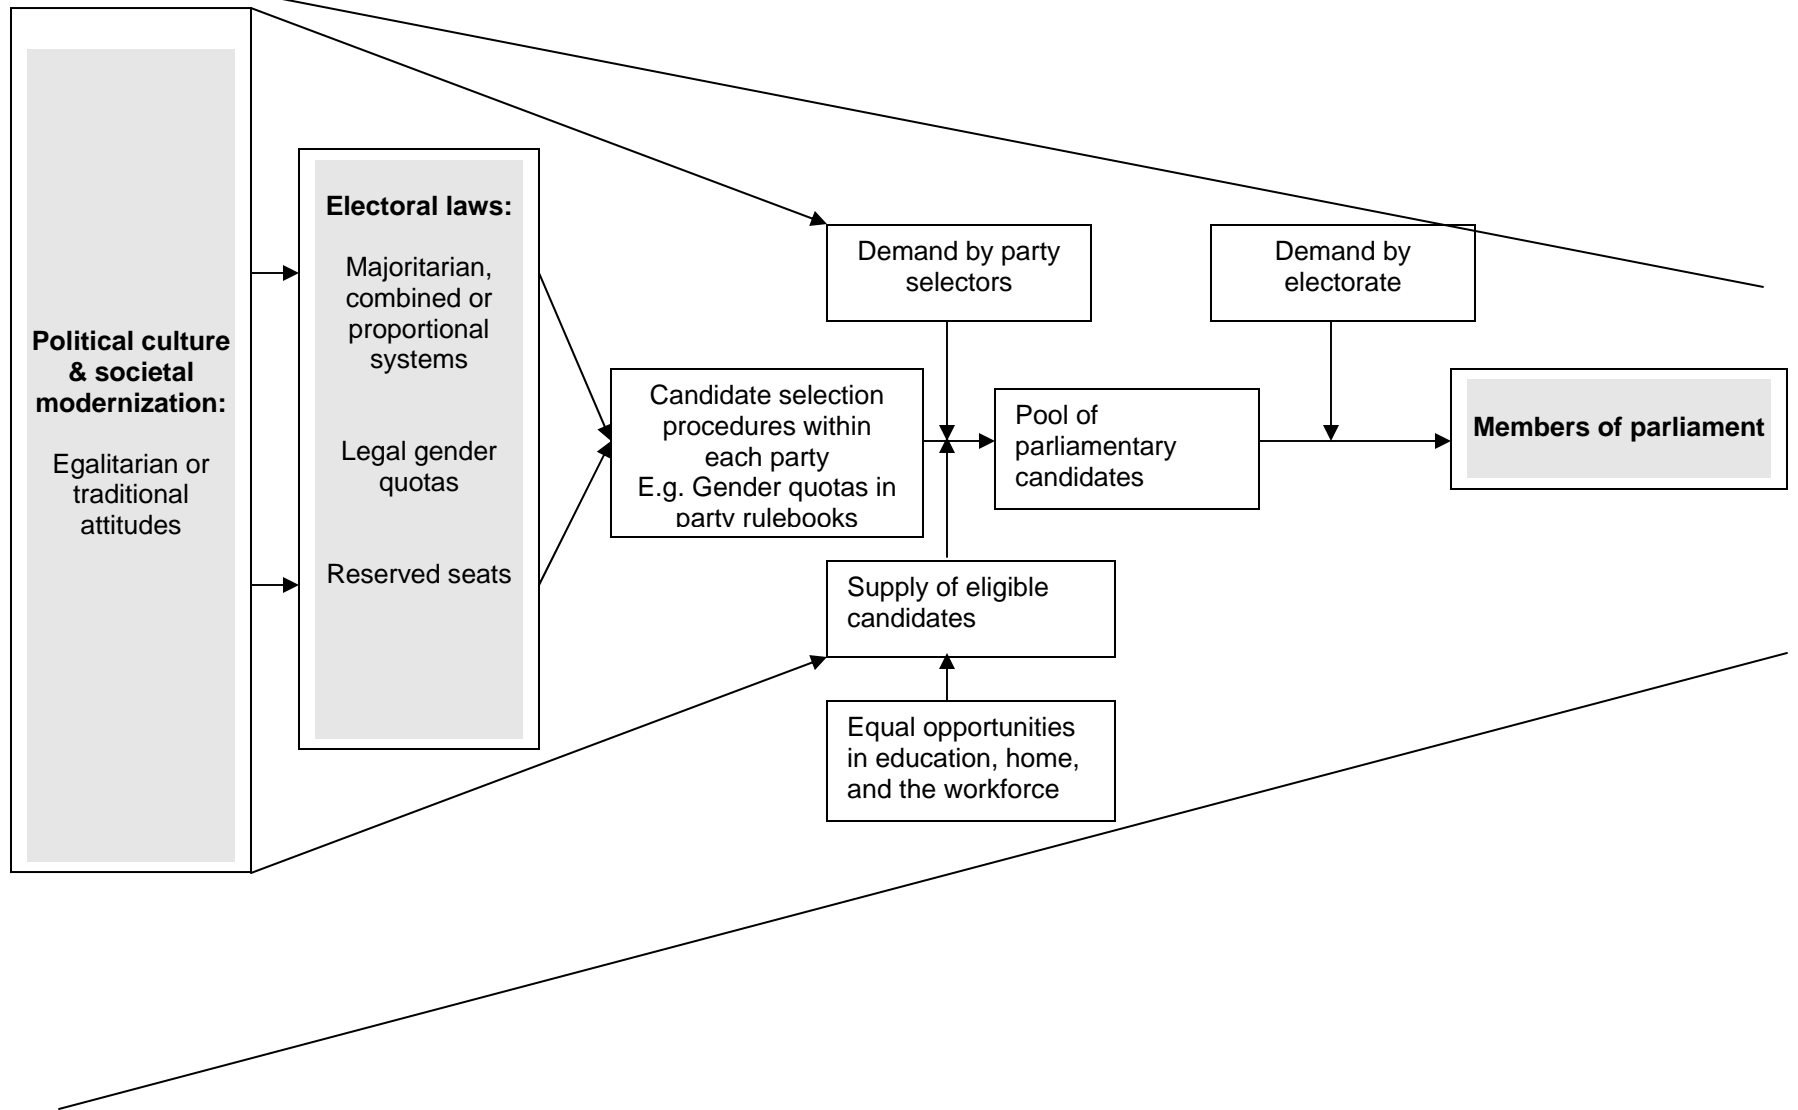 Political culture
& societal
modernization:
Egalitarian or
traditional
attitudes
Electoral laws:
Majoritarian,
combined or
proportional
systems
Legal gender
quotas
Reserved seats
Candidate selection
procedures within
each party
E.g. Gender quotas in
party rulebooks
Demand by party
selectors
Supply of eligible
candidates
Equal opportunities
in education, home,
and the workforce
Pool of
parliamentary
candidates
Demand by
electorate
Members of parliament